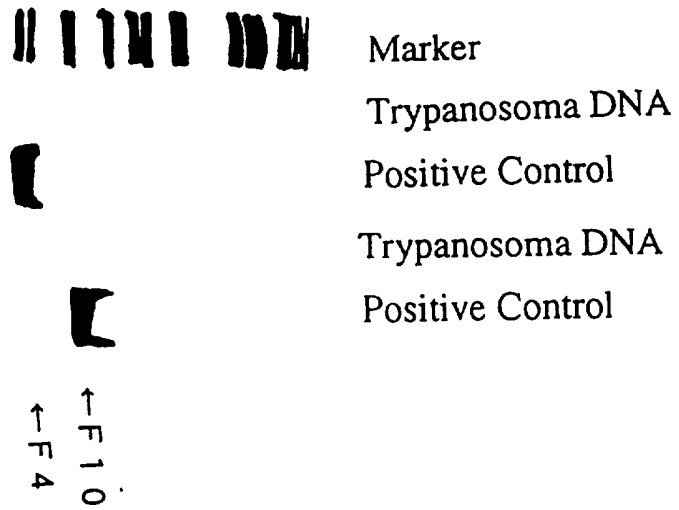 Marker
Trypanosoma DNA
Positive Control
Trypanosoma DNA
Positive Control
←F4
←F10